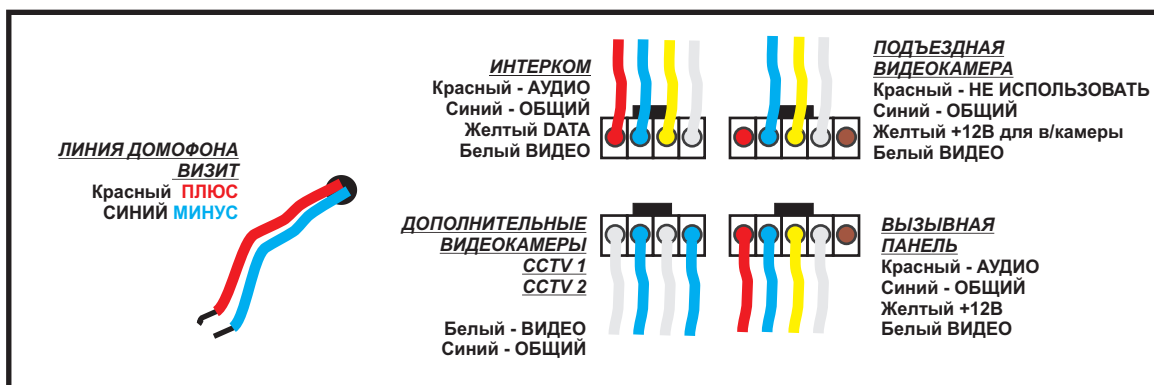 ЛИНИЯ ДОМОФОНА
ВИЗИТ
Красный ПЛЮС
СИНИЙ МИНУС
ИНТЕРКОМ
Красный - АУДИО
Синий - ОБЩИЙ
Желтый DATA
Белый ВИДЕО
ПОДЪЕЗДНАЯ
ВИДЕОКАМЕРА
Красный - НЕ ИСПОЛЬЗОВАТЬ
Синий - ОБЩИЙ
Желтый +12В для в/камеры
Белый ВИДЕО
ДОПОЛНИТЕЛЬНЫЕ
ВИДЕОКАМЕРЫ
CCTV 1
CCTV 2
Белый - ВИДЕО
Синий - ОБЩИЙ
ВЫЗЫВНАЯ
ПАНЕЛЬ
Красный - АУДИО
Синий - ОБЩИЙ
Желтый +12В
Белый ВИДЕО